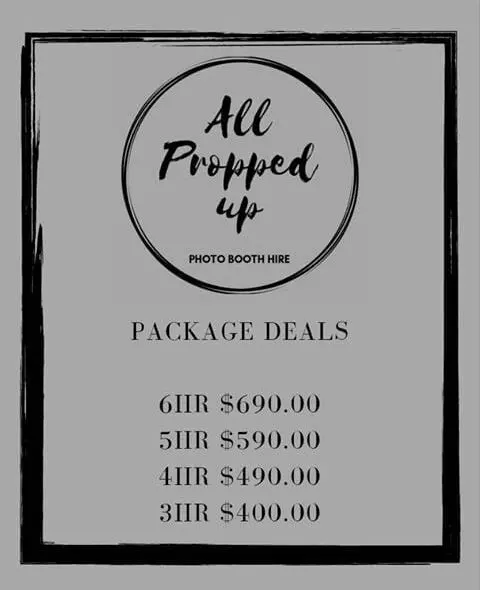 All
Propped
up
PHOTO BOOTH HIRE
PACKAGE DEALS
6HR $690.00
5HR $590.00
4HR $490.00
3HR $400.00